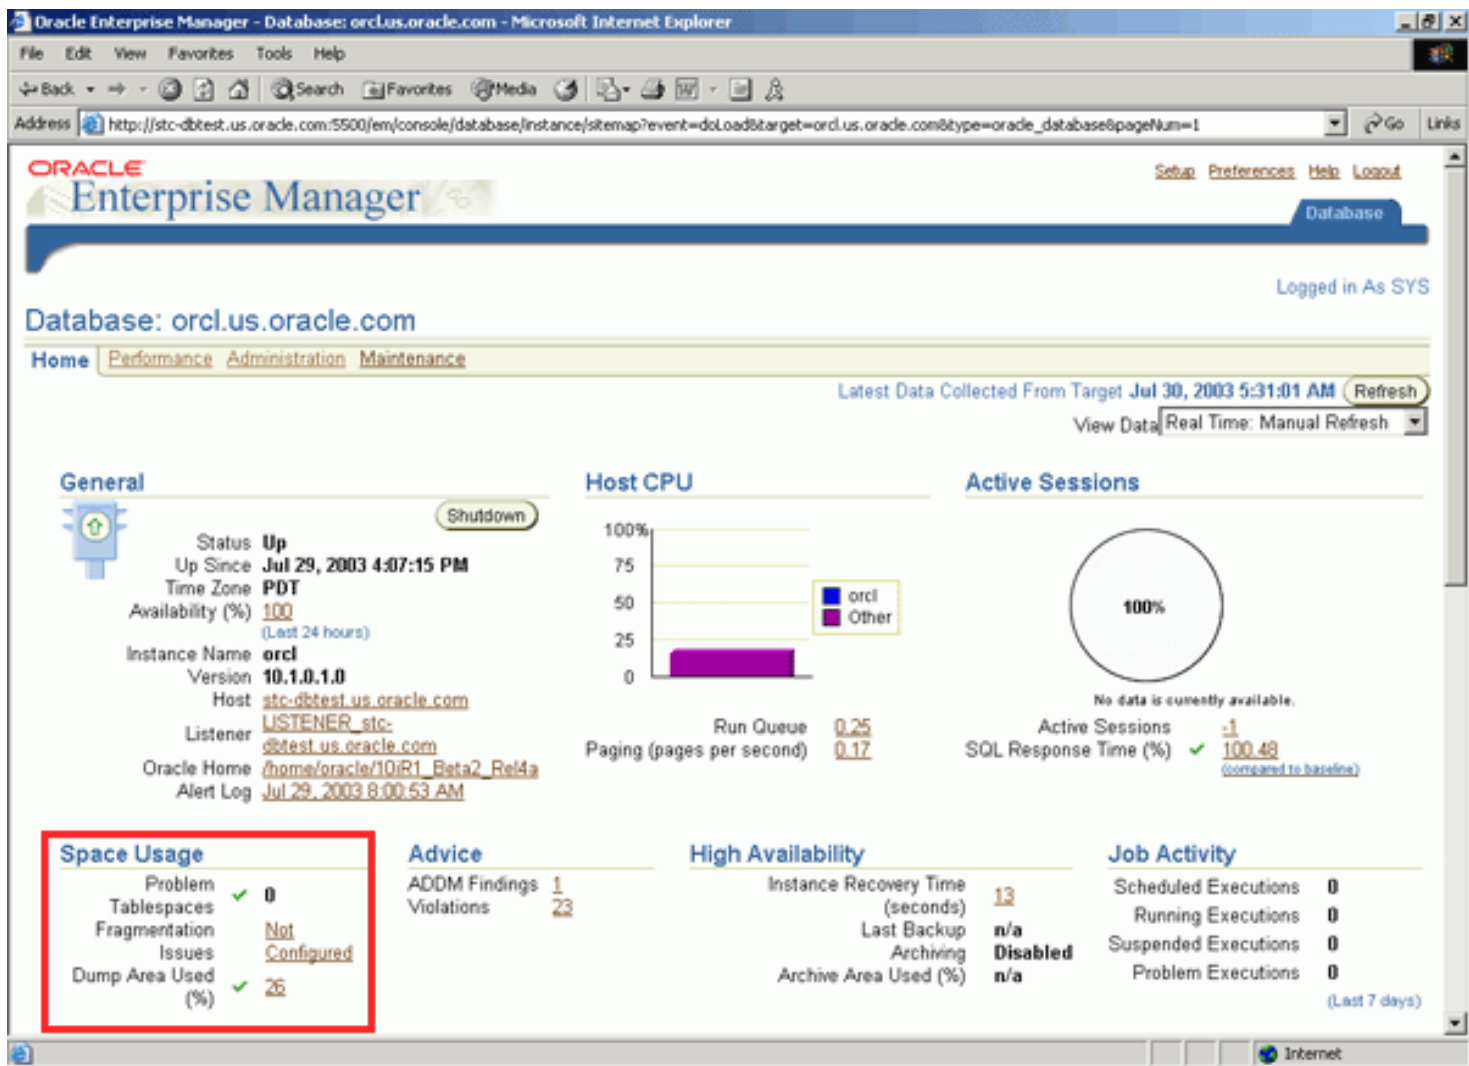 Oracle Enterprise Manager - Database: orcl.us.oracle.com - Microsoft Internet Explorer
File Edit View Favorites Tools Help
Back Search Favorites Media
Address http://stc-dbtest.us.oracle.com:5500/em/console/database/instance/sitemap?event=doLoad&target=orcl.us.oracle.com&type=oracle_database&pageNum=1 Go Links
ORACLE
Enterprise Manager
Setup Preferences Help Logout
Database
Logged in As SYS
Database: orcl.us.oracle.com
Home Performance Administration Maintenance
Latest Data Collected From Target Jul 30, 2003 5:31:01 AM Refresh
View Data Real Time: Manual Refresh
General
Shutdown
Status Up
Up Since Jul 29, 2003 4:07:15 PM
Time Zone PDT
Availability (%) 100
(Last 24 hours)
Instance Name orcl
Version 10.1.0.1.0
Host stc-dbtest.us.oracle.com
Listener LISTENER_stc-
dbtest.us.oracle.com
Oracle Home /home/oracle/10iR1_Beta2_Rel4a
Alert Log Jul 29, 2003 8:00:53 AM
Host CPU
100%
75
50
25
0
orcl
Other
Run Queue 0.25
Paging (pages per second) 0.17
Active Sessions
100%
No data is currently available.
Active Sessions -1
SQL Response Time (%) 100.48
(compared to baseline)
Space Usage
Problem
Tablespaces 0
Fragmentation Not
Issues Configured
Dump Area Used
(%) 26
Advice
ADDM Findings 1
Violations 23
High Availability
Instance Recovery Time
(seconds) 13
Last Backup n/a
Archiving Disabled
Archive Area Used (%) n/a
Job Activity
Scheduled Executions 0
Running Executions 0
Suspended Executions 0
Problem Executions 0
(Last 7 days)
Internet